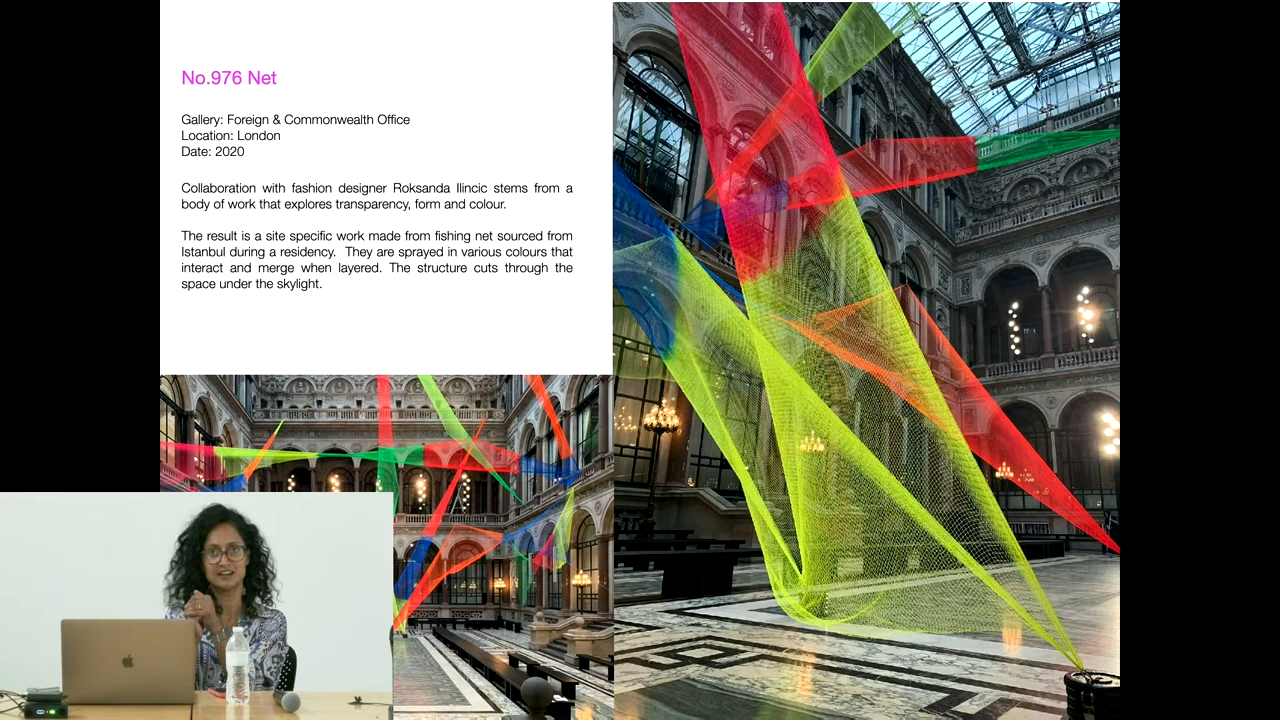 No.976 Net
Gallery: Foreign & Commonwealth Office
Location: London
Date: 2020
Collaboration with fashion designer Roksanda Ilincic stems from a
body of work that explores transparency, form and colour.
The result is a site specific work made from fishing net sourced from
Istanbul during a residency. They are sprayed in various colours that
interact and merge when layered. The structure cuts through the
space under the skylight.